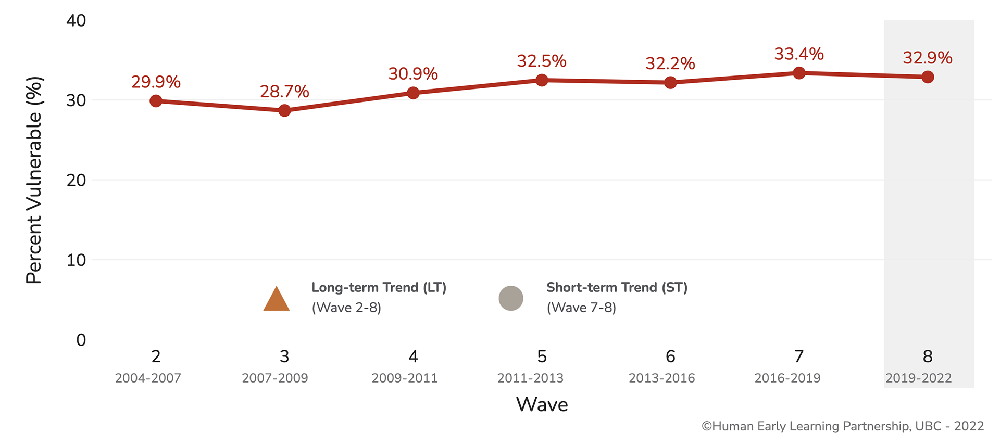 40
30
20
10
0
Percent Vulnerable (%)
29.9%
28.7%
30.9%
32.5%
32.2%
33.4%
32.9%
Long-term Trend (LT)
(Wave 2-8)
Short-term Trend (ST)
(Wave 7-8)
2 3 4 5 6 7 8
2004-2007 2007-2009 2009-2011 2011-2013 2013-2016 2016-2019 2019-2022
Wave
©Human Early Learning Partnership, UBC - 2022